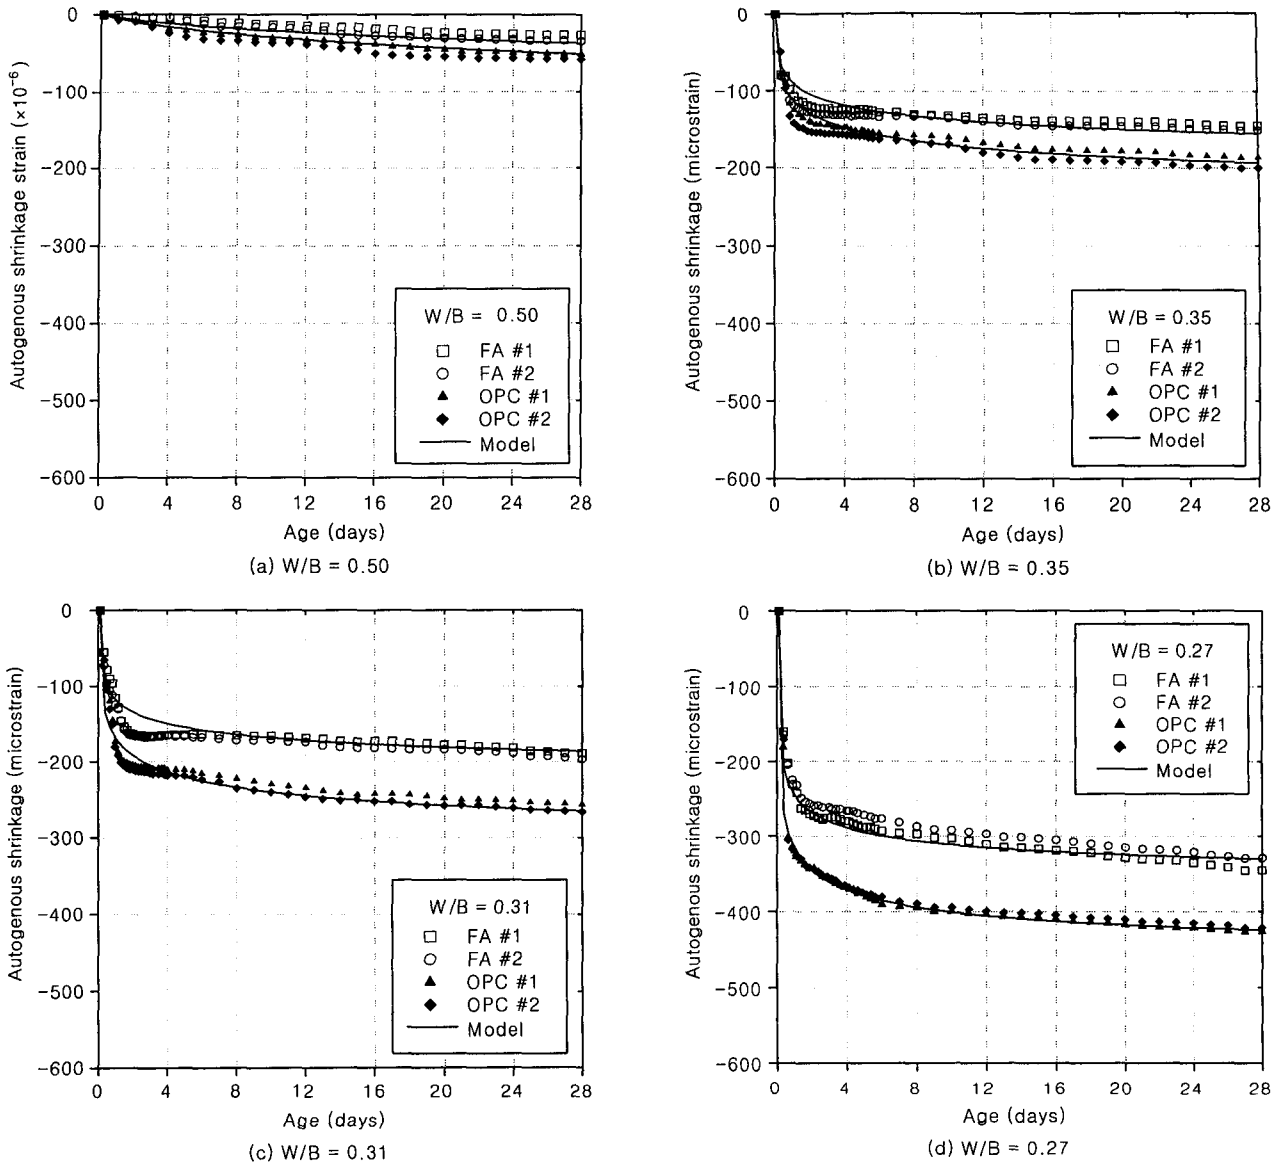 0
−100
−200
−300
−400
−500
−600
Autogenous shrinkage strain (×10⁻⁶)
W/B = 0.50
FA #1
FA #2
OPC #1
OPC #2
Model
0 4 8 12 16 20 24 28
Age (days)
(a) W/B = 0.50
0
−100
−200
−300
−400
−500
−600
Autogenous shrinkage (microstrain)
W/B = 0.35
FA #1
FA #2
OPC #1
OPC #2
Model
0 4 8 12 16 20 24 28
Age (days)
(b) W/B = 0.35
0
−100
−200
−300
−400
−500
−600
Autogenous shrinkage (microstrain)
W/B = 0.31
FA #1
FA #2
OPC #1
OPC #2
Model
0 4 8 12 16 20 24 28
Age (days)
(c) W/B = 0.31
0
−100
−200
−300
−400
−500
−600
Autogenous shrinkage (microstrain)
W/B = 0.27
FA #1
FA #2
OPC #1
OPC #2
Model
0 4 8 12 16 20 24 28
Age (days)
(d) W/B = 0.27